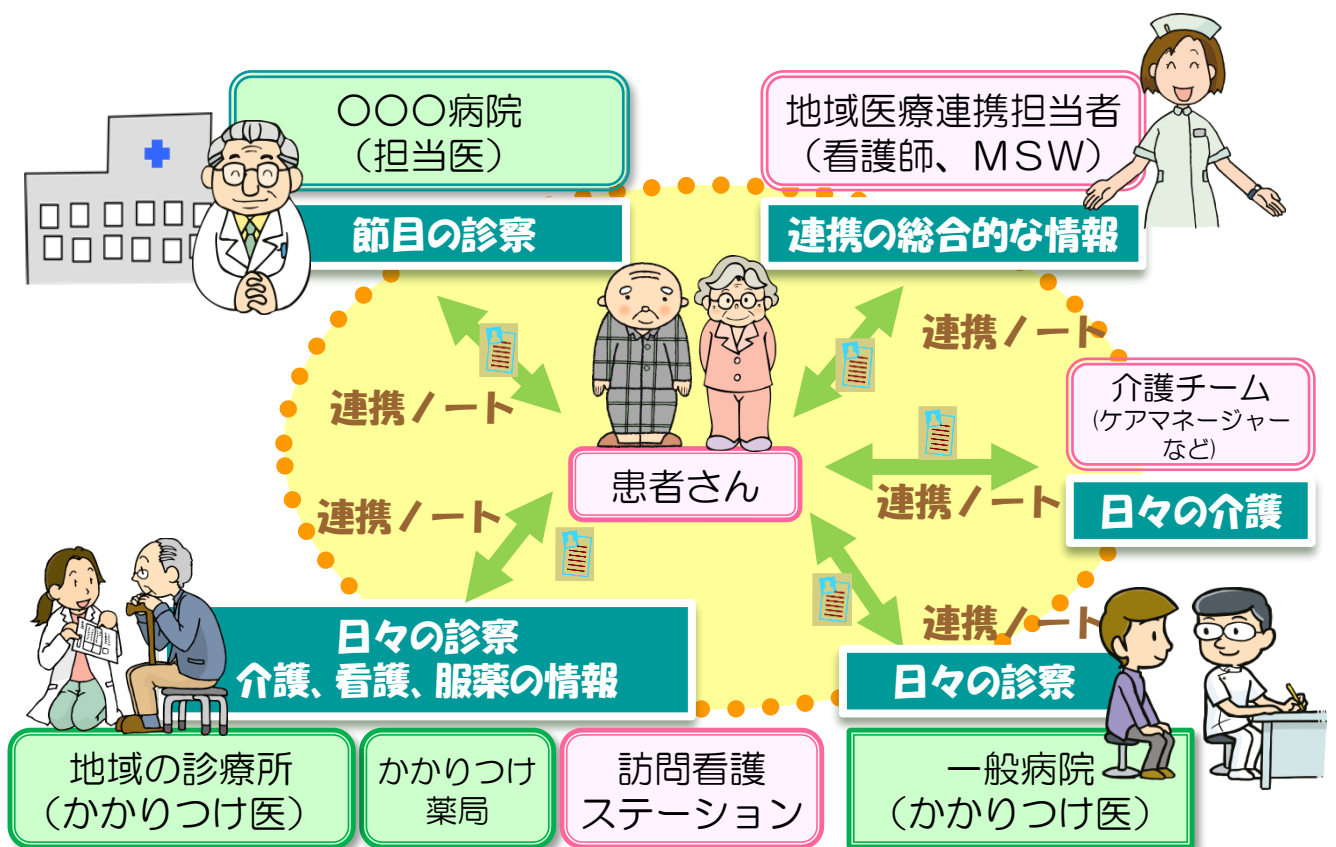 〇〇〇病院
（担当医）
節目の診察
地域医療連携担当者
（看護師、ＭＳＷ）
連携の総合的な情報
連携ノート
連携ノート
介護チーム
(ケアマネージャー
など)
日々の介護
患者さん
連携ノート
連携ノート
連携ノート
日々の診察
介護、看護、服薬の情報
日々の診察
地域の診療所
（かかりつけ医）
かかりつけ
薬局
訪問看護
ステーション
一般病院
（かかりつけ医）